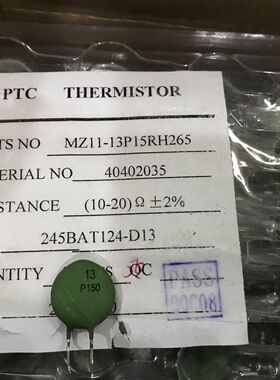 PTC THERMISTOR
TS NO MZ11-13P15RH265
ERIAL NO 40402035
STANCE (10-20)Ω ±2%
245BAT124-D13
NTITY QC
PASS
13
P150